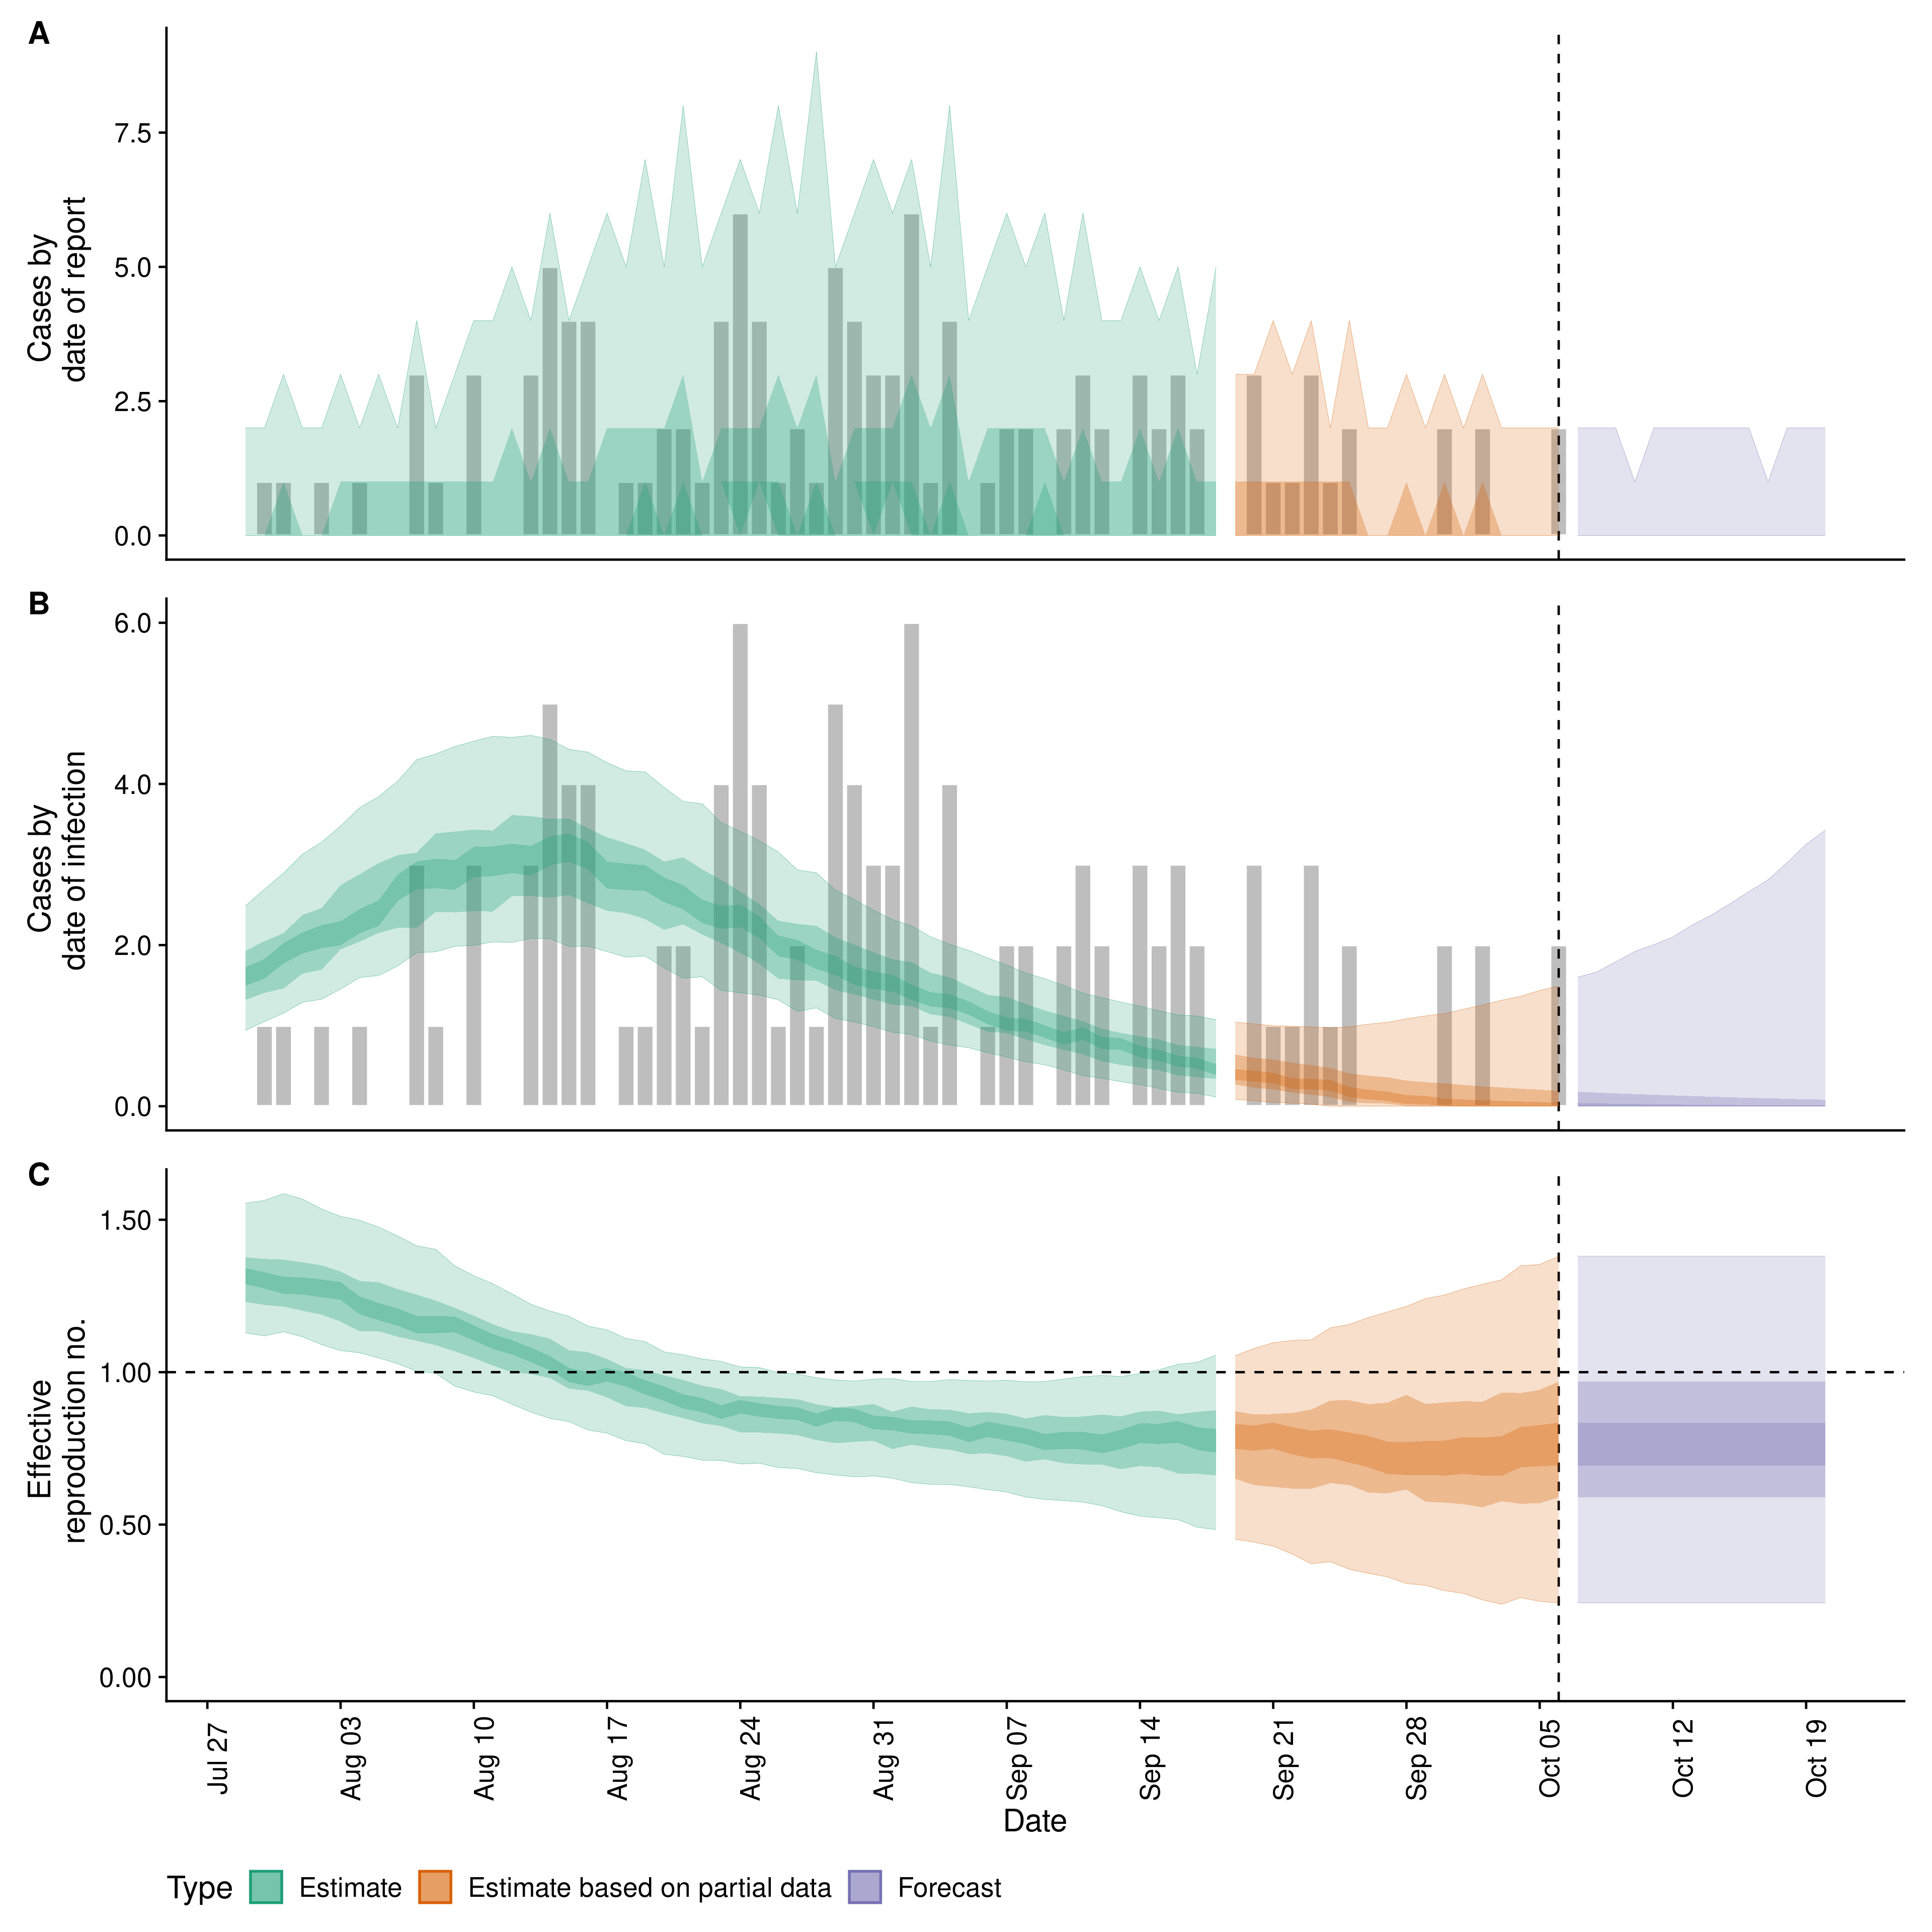 A
Cases by
date of report
7.5
5.0
2.5
0.0
B
Cases by
date of infection
6.0
4.0
2.0
0.0
C
Effective
reproduction no.
1.50
1.00
0.50
0.00
Jul 27
Aug 03
Aug 10
Aug 17
Aug 24
Aug 31
Sep 07
Sep 14
Sep 21
Sep 28
Oct 05
Oct 12
Oct 19
Date
Type Estimate Estimate based on partial data Forecast